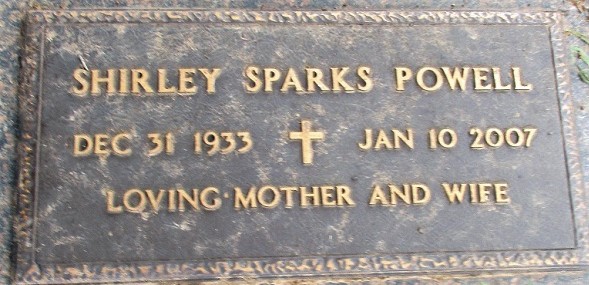 SHIRLEY SPARKS POWELL
DEC 31 1933 JAN 10 2007
LOVING MOTHER AND WIFE